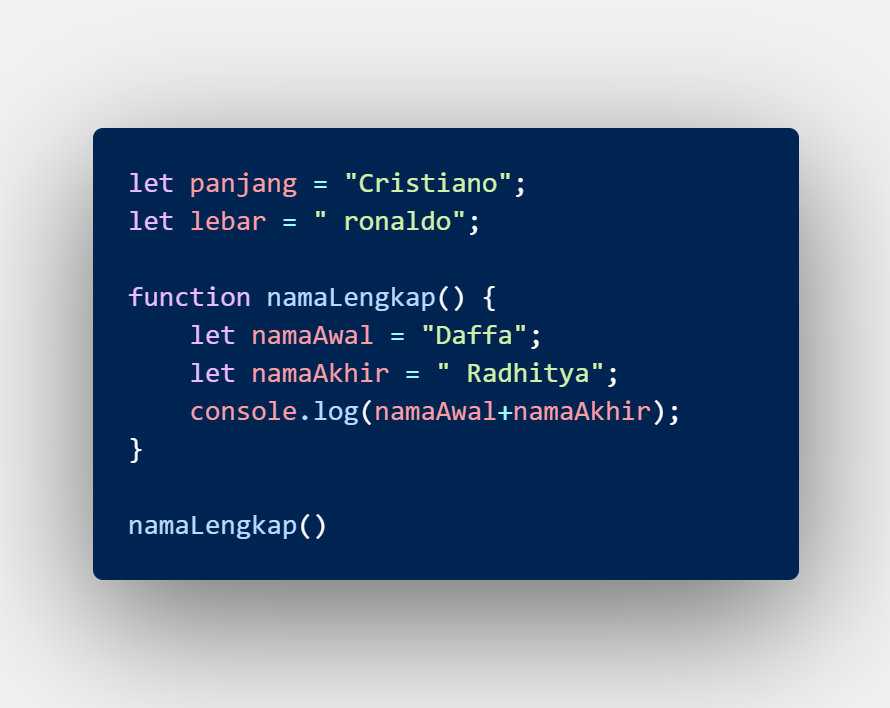 let panjang = "Cristiano";
let lebar = " ronaldo";

function namaLengkap() {
    let namaAwal = "Daffa";
    let namaAkhir = " Radhitya";
    console.log(namaAwal+namaAkhir);
}

namaLengkap()